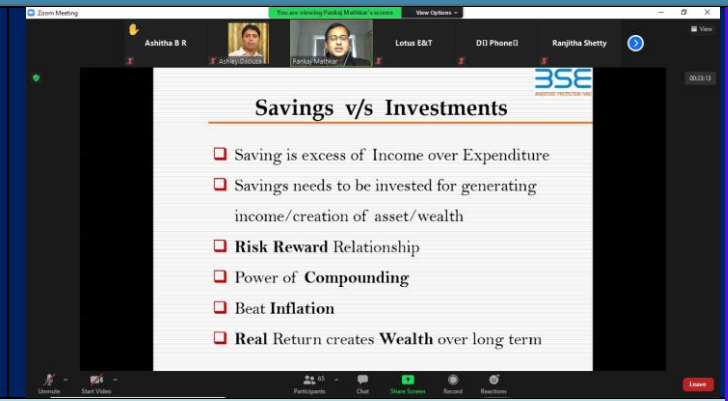 Zoom Meeting
You are viewing Pankaj Mathkar's screen
View Options
View
Ashitha B R
Ashley Dsouza
Pankaj Mathkar
Lotus E&T
D▯ Phone▯
Ranjitha Shetty
00:23:13
BSE
INVESTORS' PROTECTION FUND
Savings v/s Investments
Saving is excess of Income over Expenditure
Savings needs to be invested for generating
income/creation of asset/wealth
Risk Reward Relationship
Power of Compounding
Beat Inflation
Real Return creates Wealth over long term
Unmute
Start Video
65
Participants
Chat
Share Screen
Record
Reactions
Leave